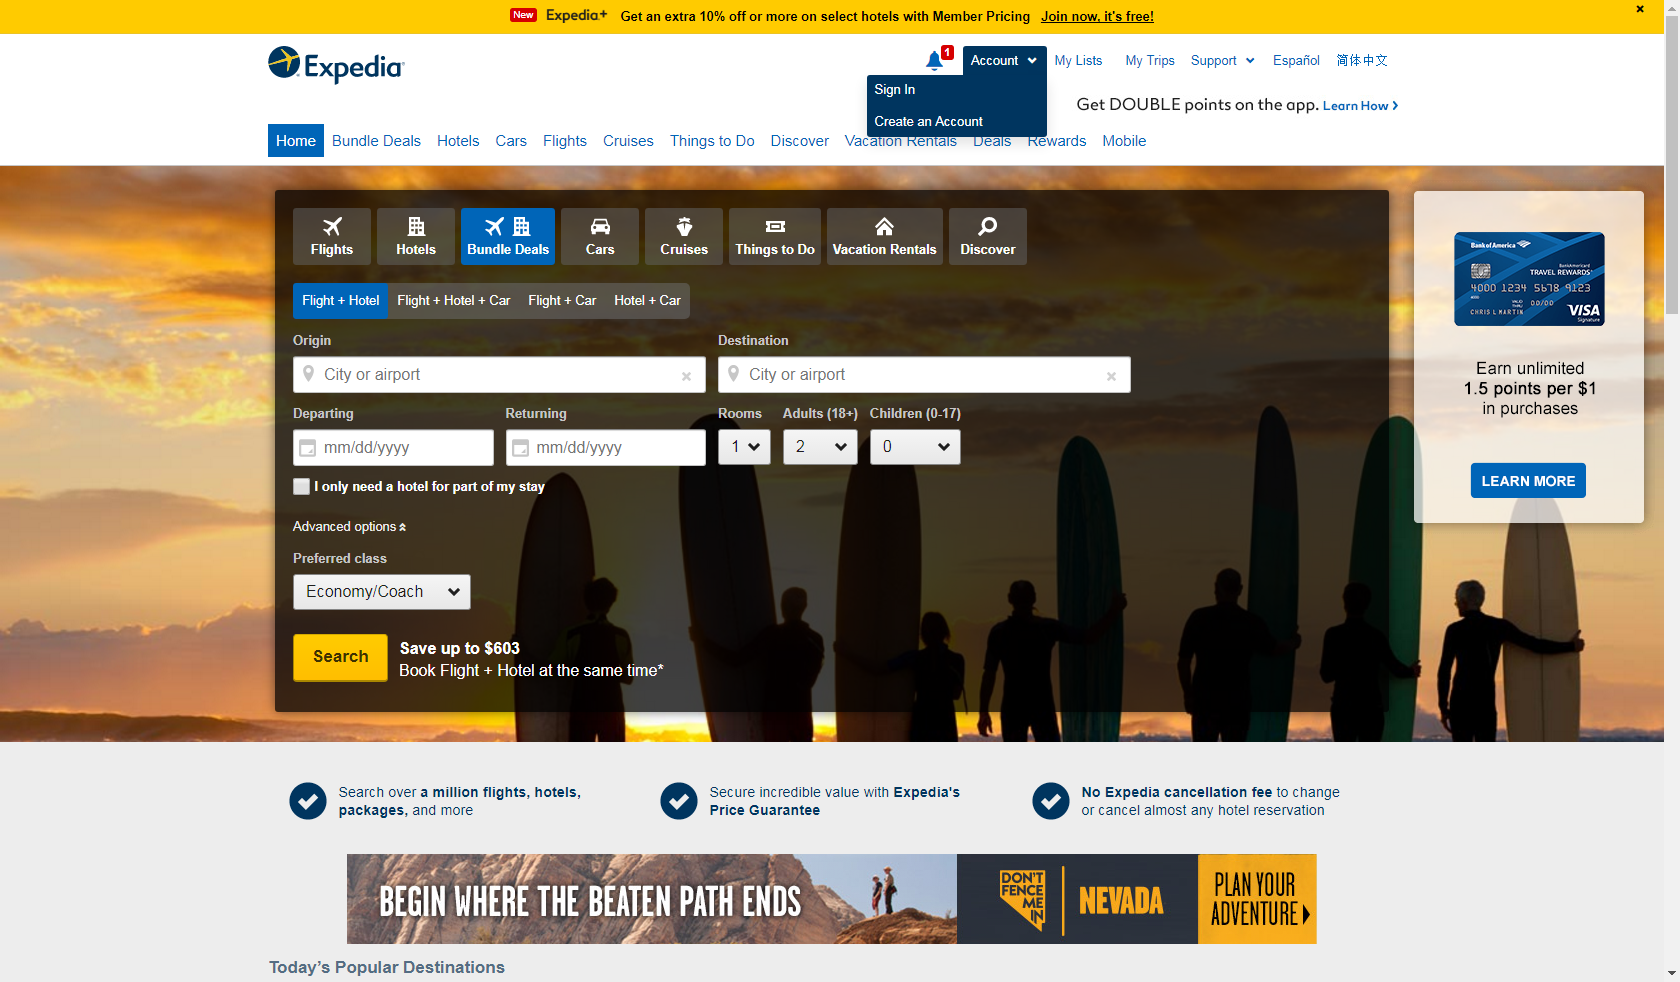 New Expedia+ Get an extra 10% off or more on select hotels with Member Pricing Join now, it's free!
Expedia
1 Account My Lists My Trips Support Español 简体中文
Sign In
Create an Account
Get DOUBLE points on the app. Learn How
Home Bundle Deals Hotels Cars Flights Cruises Things to Do Discover Vacation Rentals Deals Rewards Mobile
Flights Hotels Bundle Deals Cars Cruises Things to Do Vacation Rentals Discover
Flight + Hotel Flight + Hotel + Car Flight + Car Hotel + Car
Origin Destination
City or airport City or airport
Departing Returning Rooms Adults (18+) Children (0-17)
mm/dd/yyyy mm/dd/yyyy 1 2 0
I only need a hotel for part of my stay
Advanced options
Preferred class
Economy/Coach
Search
Save up to $603
Book Flight + Hotel at the same time*
Bank of America
BankAmericard
TRAVEL REWARDS
4000 1234 5678 9123
VALID THRU 00/00
CHRIS L MARTIN
VISA
Signature
Earn unlimited
1.5 points per $1
in purchases
LEARN MORE
Search over a million flights, hotels,
packages, and more
Secure incredible value with Expedia's
Price Guarantee
No Expedia cancellation fee to change
or cancel almost any hotel reservation
BEGIN WHERE THE BEATEN PATH ENDS
DON'T
FENCE
ME
IN
NEVADA
PLAN YOUR
ADVENTURE
Today's Popular Destinations